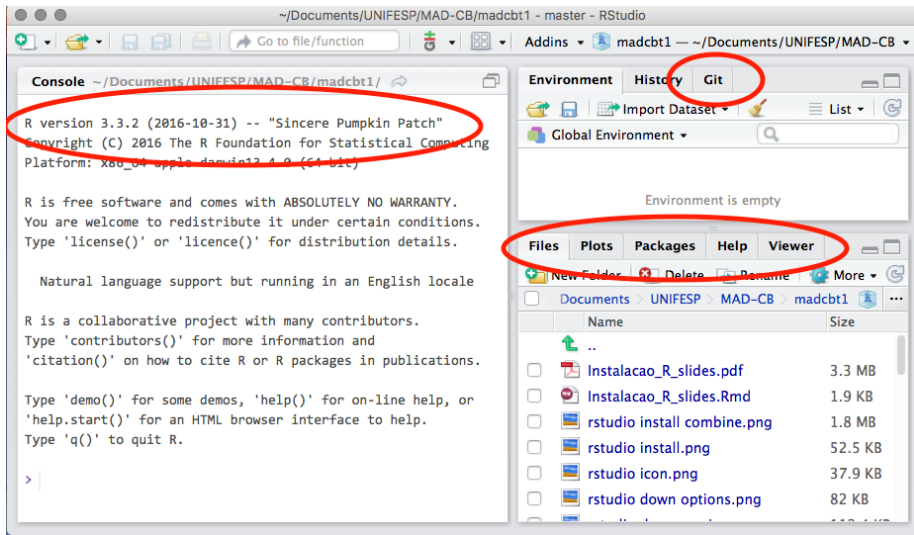 ~/Documents/UNIFESP/MAD-CB/madcbt1 - master - RStudio
Go to file/function
Addins
madcbt1 — ~/Documents/UNIFESP/MAD-CB
Console ~/Documents/UNIFESP/MAD-CB/madcbt1/
R version 3.3.2 (2016-10-31) -- "Sincere Pumpkin Patch"
Copyright (C) 2016 The R Foundation for Statistical Computing
Platform: x86_64-apple-darwin13.4.0 (64-bit)
R is free software and comes with ABSOLUTELY NO WARRANTY.
You are welcome to redistribute it under certain conditions.
Type 'license()' or 'licence()' for distribution details.
Natural language support but running in an English locale
R is a collaborative project with many contributors.
Type 'contributors()' for more information and
'citation()' on how to cite R or R packages in publications.
Type 'demo()' for some demos, 'help()' for on-line help, or
'help.start()' for an HTML browser interface to help.
Type 'q()' to quit R.
>
Environment History Git
Import Dataset List
Global Environment
Environment is empty
Files Plots Packages Help Viewer
New Folder Delete Rename More
Documents UNIFESP MAD-CB madcbt1
Name Size
..
Instalacao_R_slides.pdf 3.3 MB
Instalacao_R_slides.Rmd 1.9 KB
rstudio install combine.png 1.8 MB
rstudio install.png 52.5 KB
rstudio icon.png 37.9 KB
rstudio down options.png 82 KB